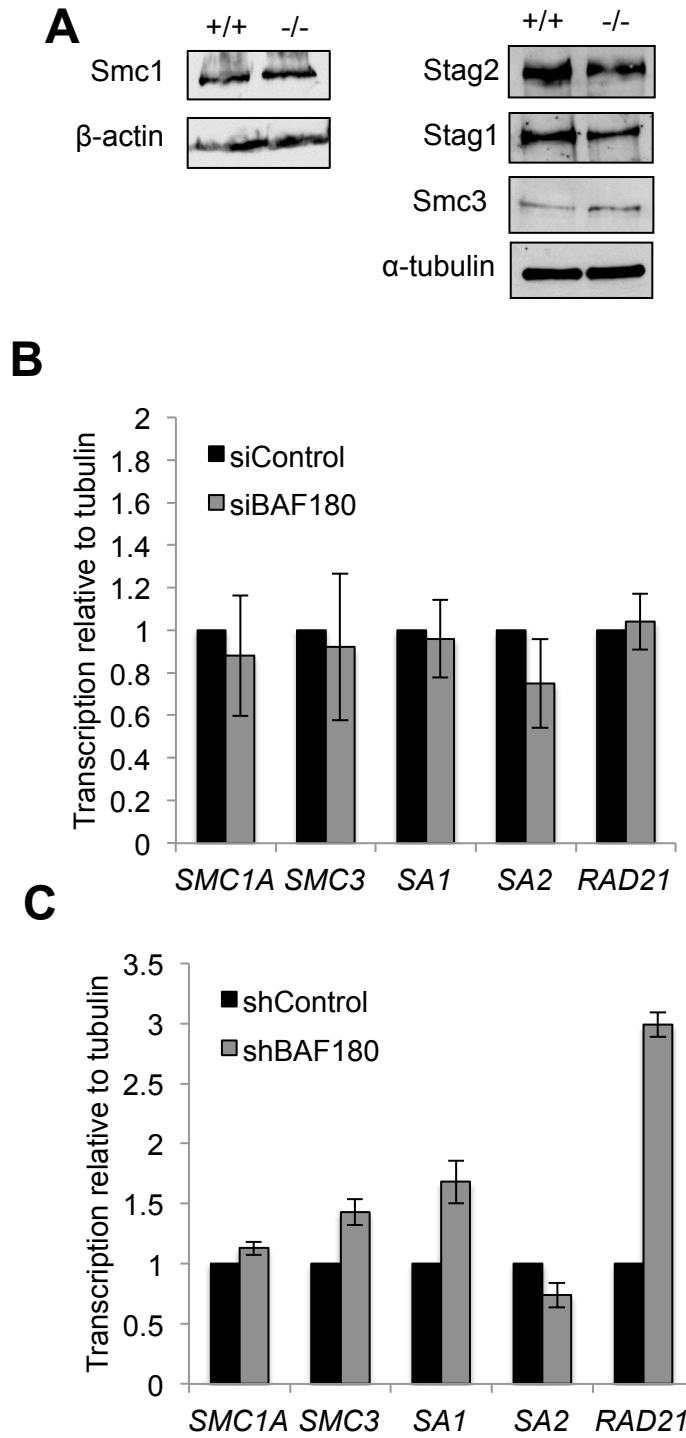 A
+/+ -/-
Smc1
β-actin
+/+ -/-
Stag2
Stag1
Smc3
α-tubulin
B
Transcription relative to tubulin
2
1.8
1.6
1.4
1.2
1
0.8
0.6
0.4
0.2
0
siControl
siBAF180
SMC1A SMC3 SA1 SA2 RAD21
C
Transcription relative to tubulin
3.5
3
2.5
2
1.5
1
0.5
0
shControl
shBAF180
SMC1A SMC3 SA1 SA2 RAD21